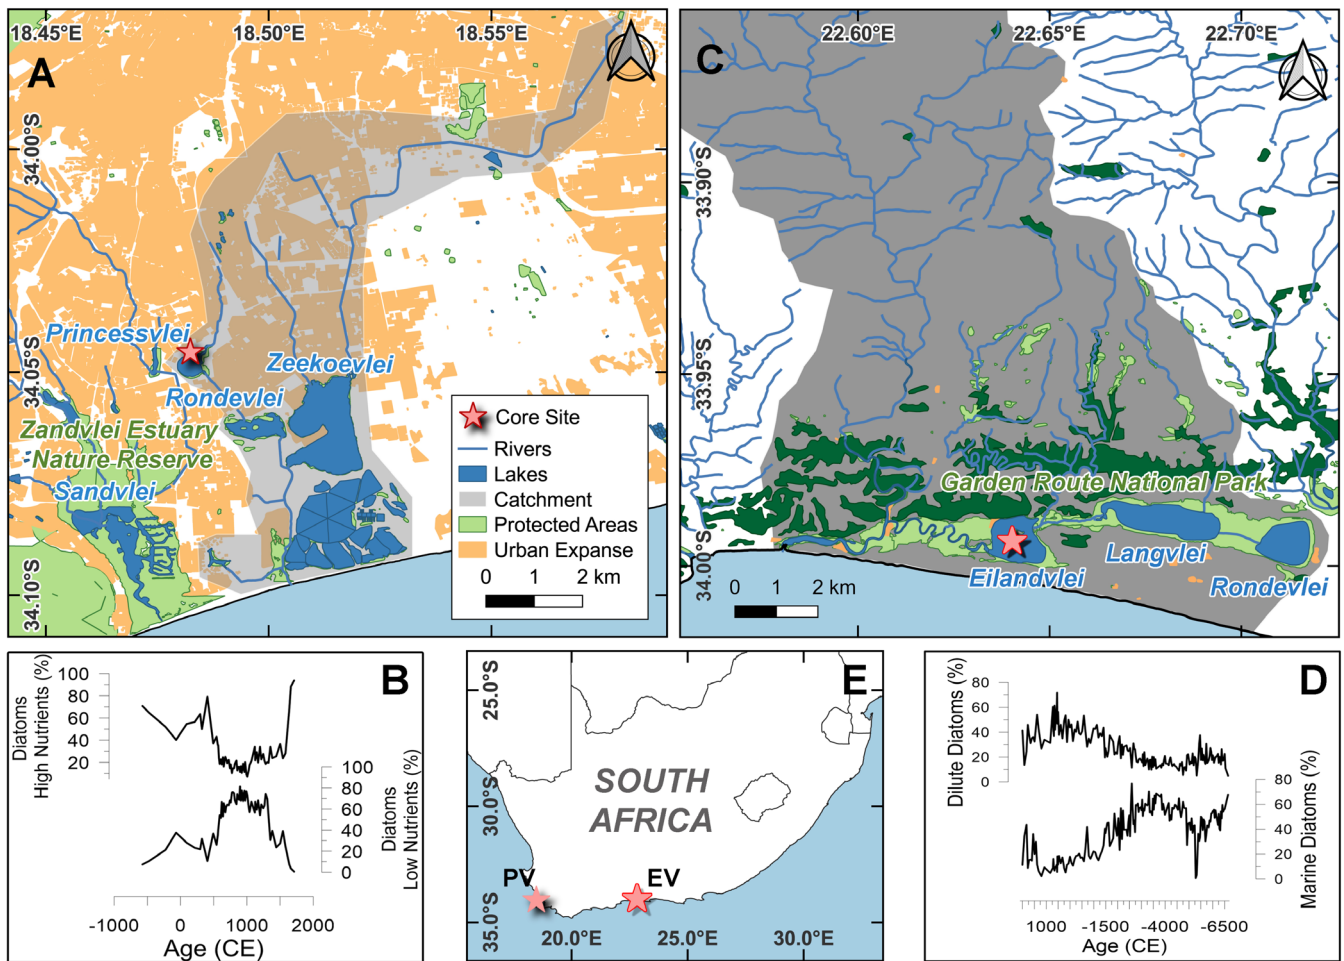 18.45°E
18.50°E
18.55°E
A
34.00°S
34.05°S
34.10°S
Princessvlei
Zeekoevlei
Rondevlei
Zandvlei Estuary
Nature Reserve
Sandvlei
Core Site
Rivers
Lakes
Catchment
Protected Areas
Urban Expanse
0 1 2 km
C
22.60°E
22.65°E
22.70°E
33.90°S
33.95°S
34.00°S
Garden Route National Park
Langvlei
Eilandvlei
Rondevlei
0 1 2 km
B
Diatoms
High Nutrients (%)
100
80
60
40
20
100
80
60
40
20
0
Diatoms
Low Nutrients (%)
-1000 0 1000 2000
Age (CE)
E
25.0°S
30.0°S
35.0°S
SOUTH
AFRICA
PV
EV
20.0°E 25.0°E 30.0°E
D
Dilute Diatoms (%)
80
60
40
20
0
80
60
40
20
0
Marine Diatoms (%)
1000 -1500 -4000 -6500
Age (CE)